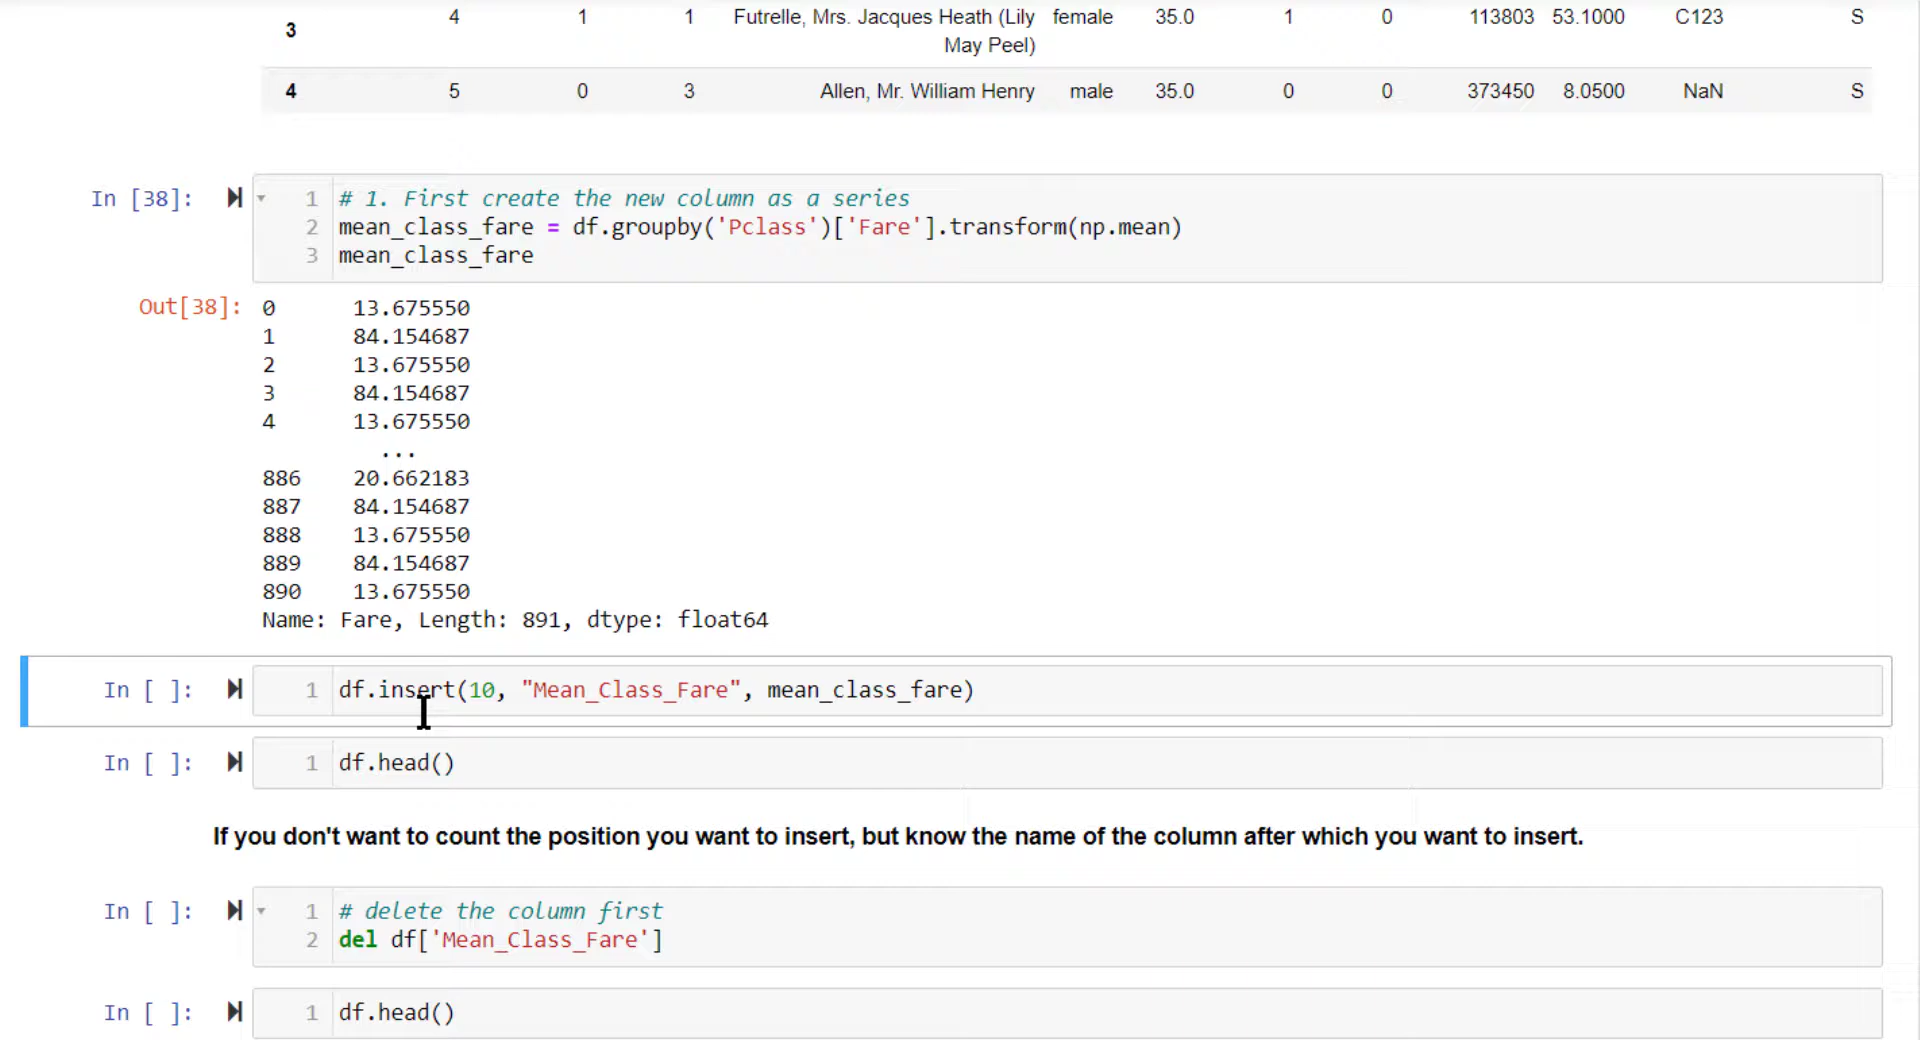 3 4 1 1 Futrelle, Mrs. Jacques Heath (Lily May Peel) female 35.0 1 0 113803 53.1000 C123 S
4 5 0 3 Allen, Mr. William Henry male 35.0 0 0 373450 8.0500 NaN S
In [38]: 1 # 1. First create the new column as a series
2 mean_class_fare = df.groupby('Pclass')['Fare'].transform(np.mean)
3 mean_class_fare
Out[38]: 0 13.675550
1 84.154687
2 13.675550
3 84.154687
4 13.675550
...
886 20.662183
887 84.154687
888 13.675550
889 84.154687
890 13.675550
Name: Fare, Length: 891, dtype: float64
In [ ]: 1 df.insert(10, "Mean_Class_Fare", mean_class_fare)
In [ ]: 1 df.head()
If you don't want to count the position you want to insert, but know the name of the column after which you want to insert.
In [ ]: 1 # delete the column first
2 del df['Mean_Class_Fare']
In [ ]: 1 df.head()